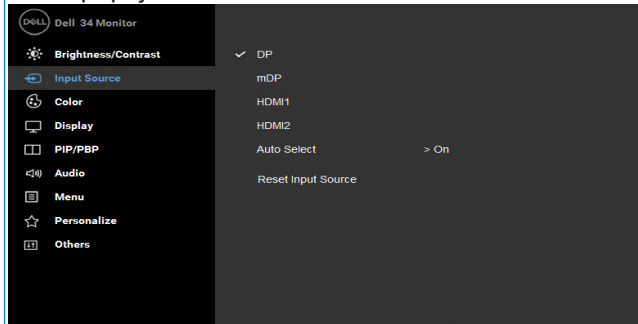 DELL Dell 34 Monitor
Brightness/Contrast
Input Source
Color
Display
PIP/PBP
Audio
Menu
Personalize
Others
DP
mDP
HDMI1
HDMI2
Auto Select > On
Reset Input Source